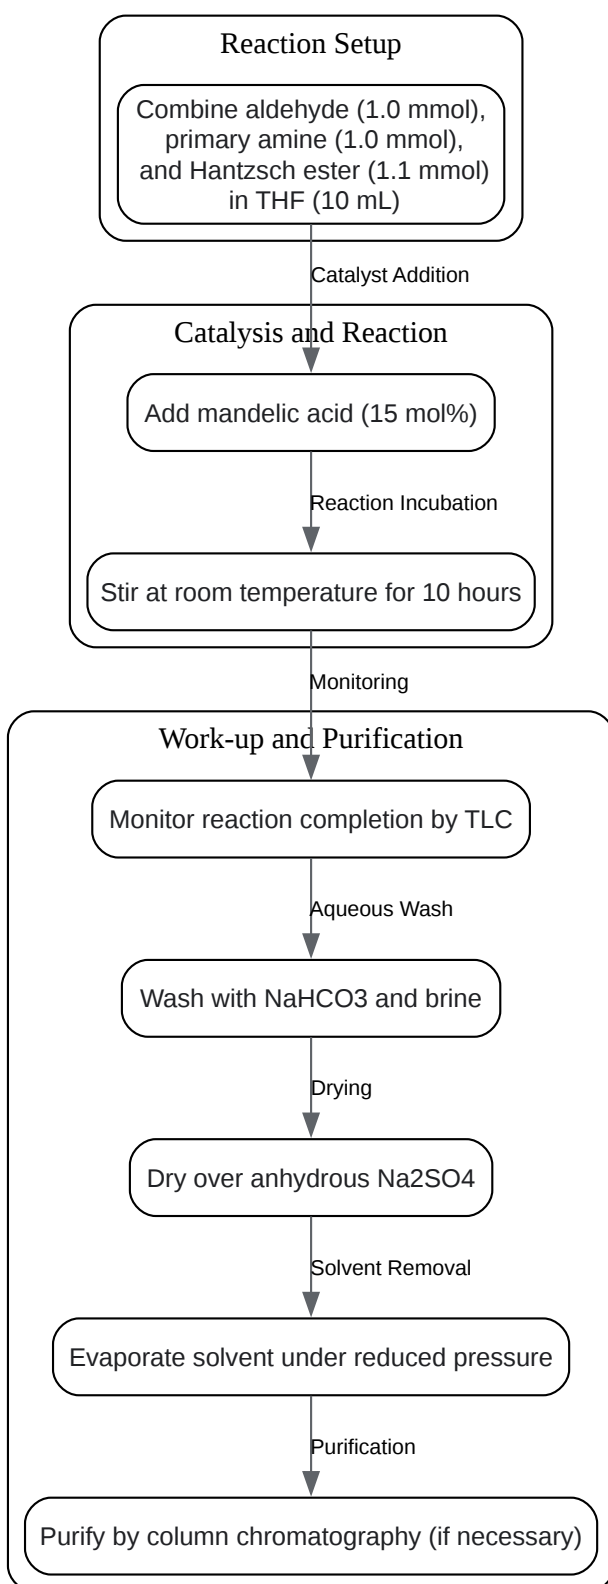 Reaction Setup
Combine aldehyde (1.0 mmol),
primary amine (1.0 mmol),
and Hantzsch ester (1.1 mmol)
in THF (10 mL)
Catalyst Addition
Catalysis and Reaction
Add mandelic acid (15 mol%)
Reaction Incubation
Stir at room temperature for 10 hours
Monitoring
Work-up and Purification
Monitor reaction completion by TLC
Aqueous Wash
Wash with NaHCO3 and brine
Drying
Dry over anhydrous Na2SO4
Solvent Removal
Evaporate solvent under reduced pressure
Purification
Purify by column chromatography (if necessary)